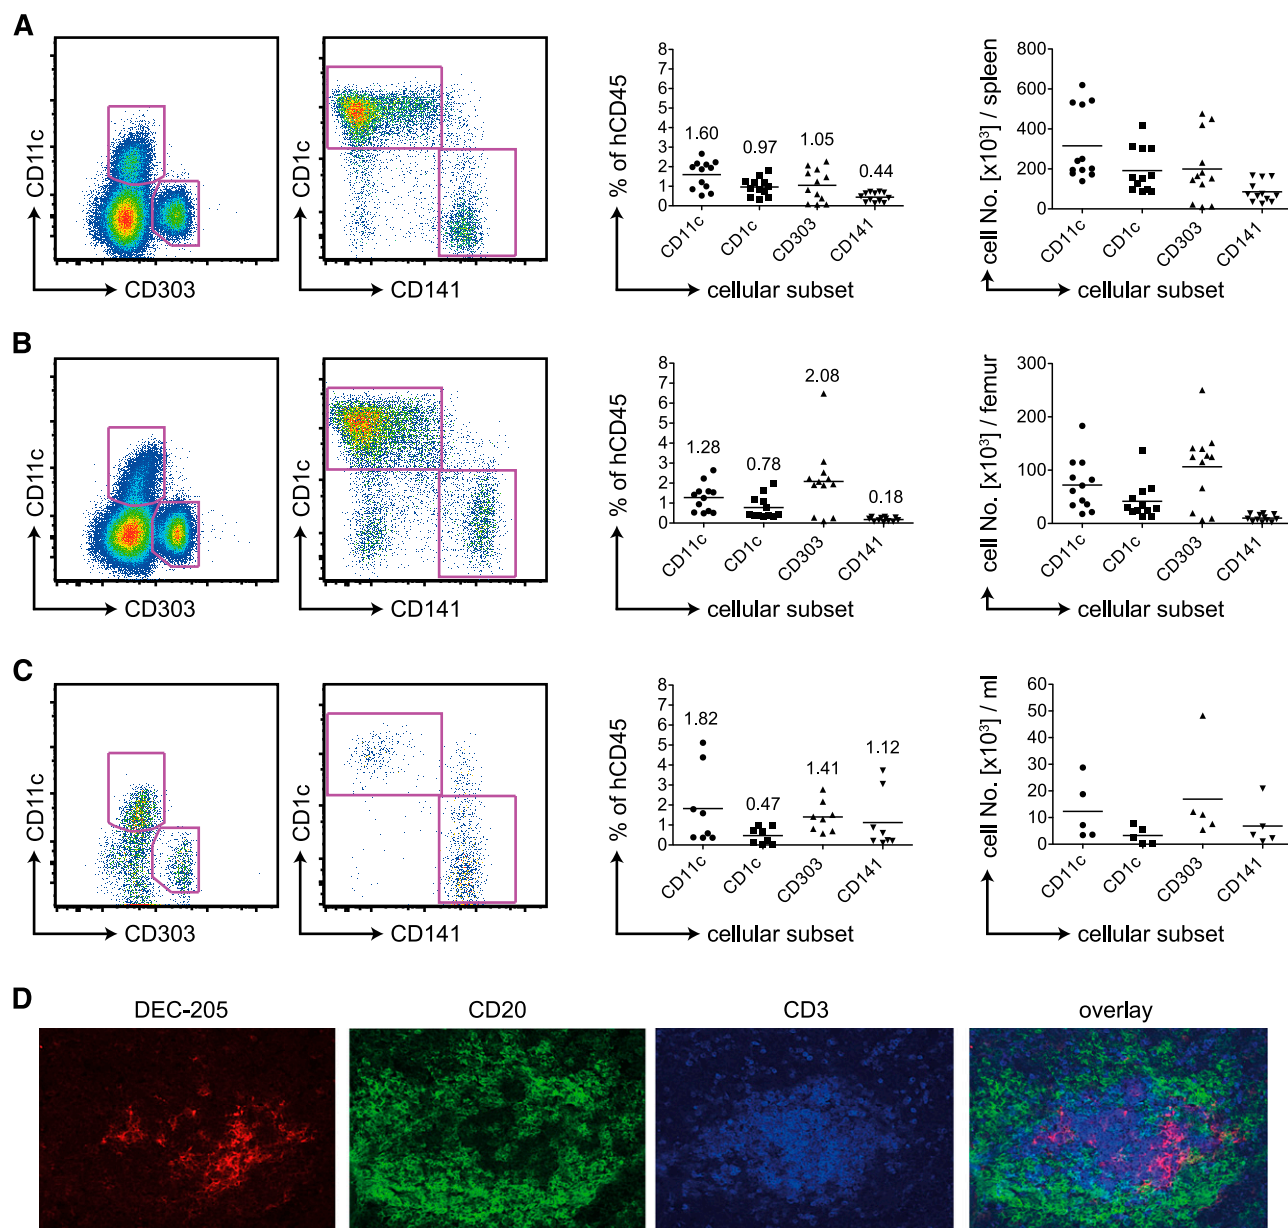 A
CD11c
CD303
CD1c
CD141
% of hCD45
8
7
6
5
4
3
2
1
0
1.60
0.97
1.05
0.44
CD11c
CD1c
CD303
CD141
cellular subset
cell No. [x10³] / spleen
800
600
400
200
0
CD11c
CD1c
CD303
CD141
cellular subset
B
CD11c
CD303
CD1c
CD141
% of hCD45
8
7
6
5
4
3
2
1
0
1.28
0.78
2.08
0.18
CD11c
CD1c
CD303
CD141
cellular subset
cell No. [x10³] / femur
300
200
100
0
CD11c
CD1c
CD303
CD141
cellular subset
C
CD11c
CD303
CD1c
CD141
% of hCD45
8
7
6
5
4
3
2
1
0
1.82
0.47
1.41
1.12
CD11c
CD1c
CD303
CD141
cellular subset
cell No. [x10³] / ml
60
50
40
30
20
10
0
CD11c
CD1c
CD303
CD141
cellular subset
D
DEC-205
CD20
CD3
overlay